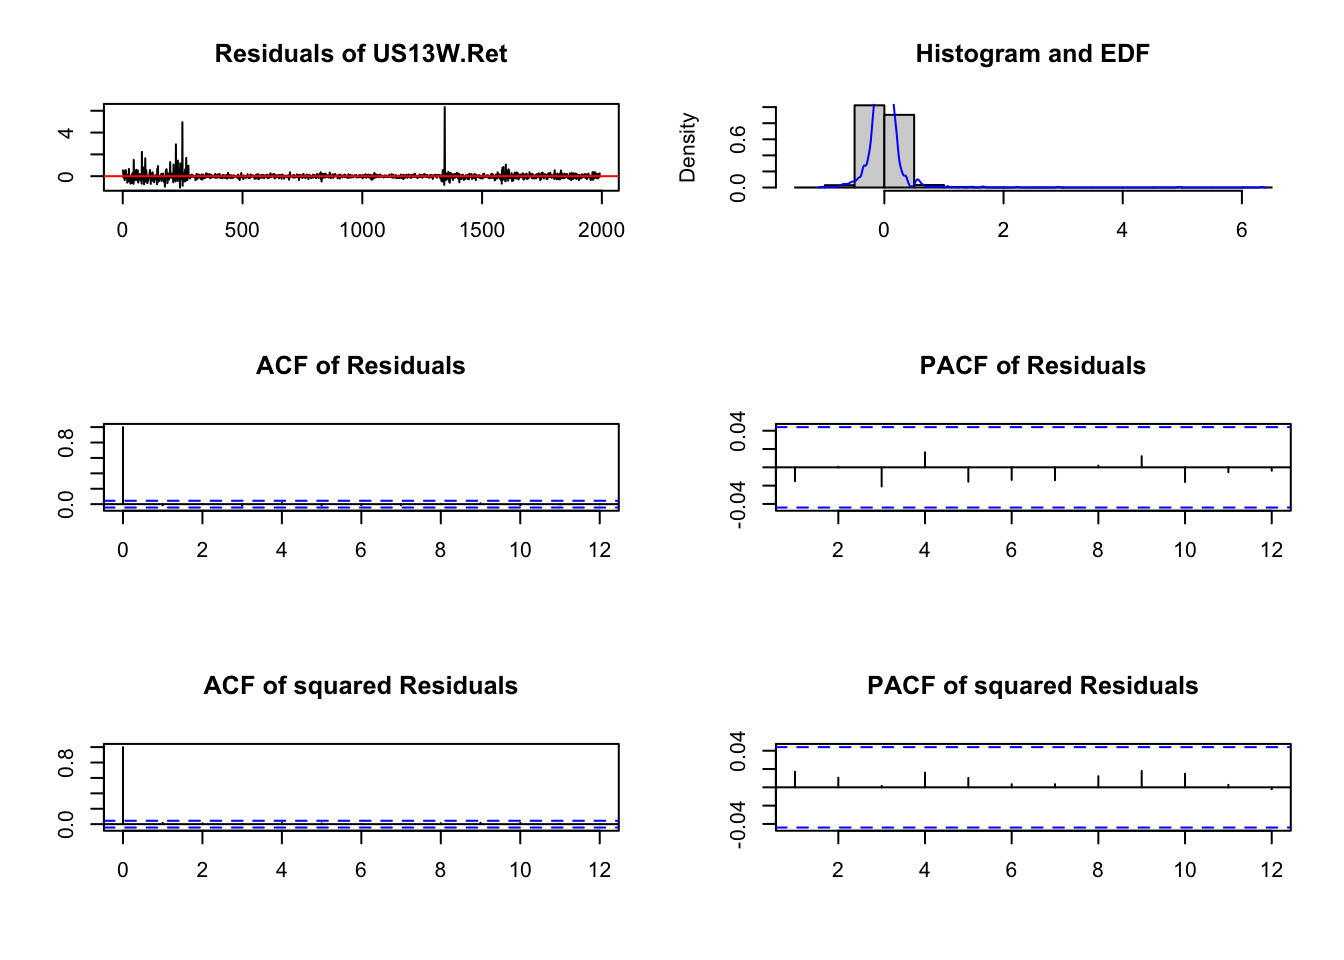 Residuals of US13W.Ret
4
0
0 500 1000 1500 2000
Histogram and EDF
Density
0.6
0.0
0 2 4 6
ACF of Residuals
0.8
0.0
0 2 4 6 8 10 12
PACF of Residuals
0.04
-0.04
2 4 6 8 10 12
ACF of squared Residuals
0.8
0.0
0 2 4 6 8 10 12
PACF of squared Residuals
0.04
-0.04
2 4 6 8 10 12